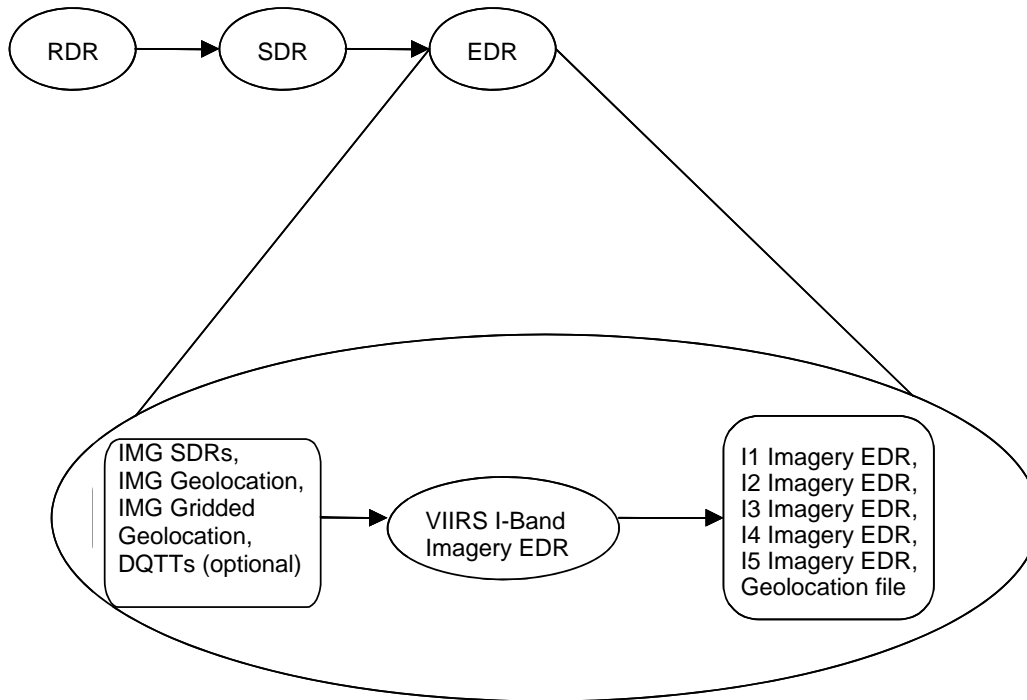 RDR
SDR
EDR
IMG SDRs,
IMG Geolocation,
IMG Gridded
Geolocation,
DQTTs (optional)
VIIRS I-Band
Imagery EDR
I1 Imagery EDR,
I2 Imagery EDR,
I3 Imagery EDR,
I4 Imagery EDR,
I5 Imagery EDR,
Geolocation file